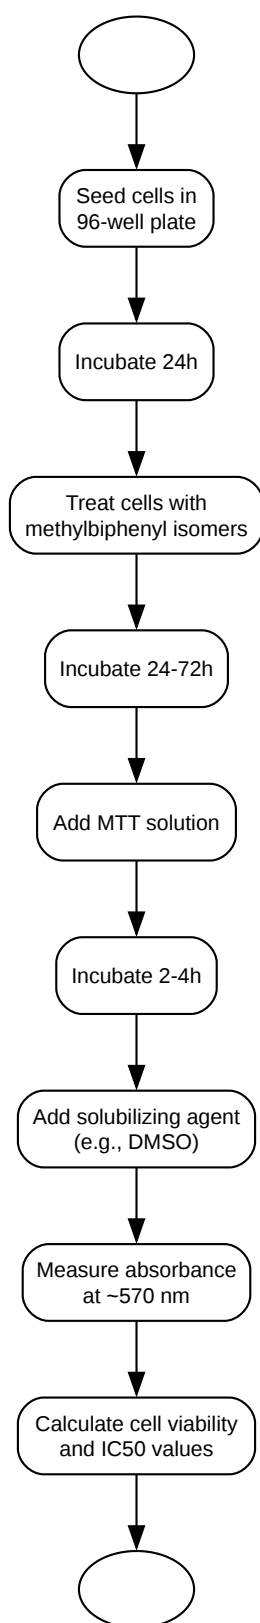 Seed cells in
96-well plate
Incubate 24h
Treat cells with
methylbiphenyl isomers
Incubate 24-72h
Add MTT solution
Incubate 2-4h
Add solubilizing agent
(e.g., DMSO)
Measure absorbance
at ~570 nm
Calculate cell viability
and IC50 values